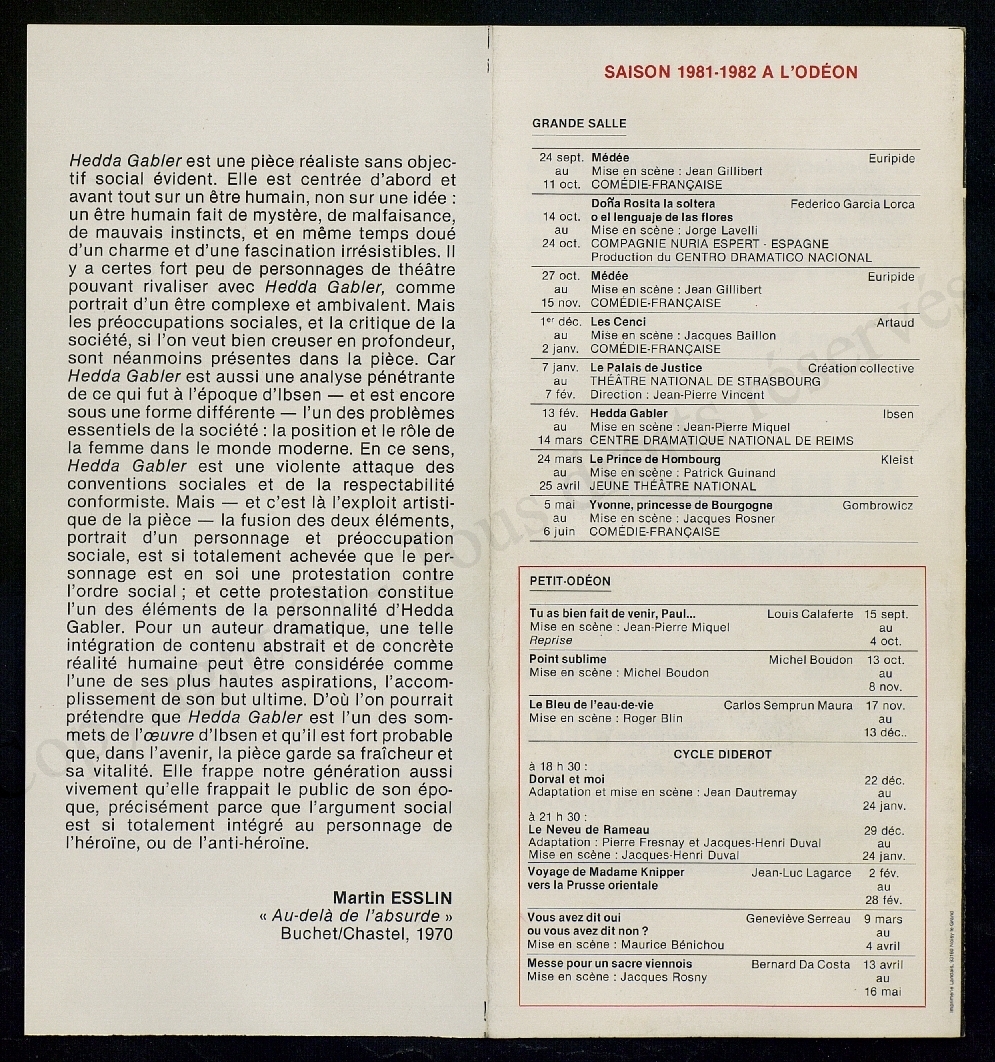 Hedda Gabler est une pièce réaliste sans objec-
tif social évident. Elle est centrée d'abord et
avant tout sur un être humain, non sur une idée :
un être humain fait de mystère, de malfaisance,
de mauvais instincts, et en même temps doué
d'un charme et d'une fascination irrésistibles. Il
y a certes fort peu de personnages de théâtre
pouvant rivaliser avec Hedda Gabler, comme
portrait d'un être complexe et ambivalent. Mais
les préoccupations sociales, et la critique de la
société, si l'on veut bien creuser en profondeur,
sont néanmoins présentes dans la pièce. Car
Hedda Gabler est aussi une analyse pénétrante
de ce qui fut à l'époque d'Ibsen — et est encore
sous une forme différente — l'un des problèmes
essentiels de la société : la position et le rôle de
la femme dans le monde moderne. En ce sens,
Hedda Gabler est une violente attaque des
conventions sociales et de la respectabilité
conformiste. Mais — et c'est là l'exploit artisti-
que de la pièce — la fusion des deux éléments,
portrait d'un personnage et préoccupation
sociale, est si totalement achevée que le per-
sonnage est en soi une protestation contre
l'ordre social ; et cette protestation constitue
l'un des éléments de la personnalité d'Hedda
Gabler. Pour un auteur dramatique, une telle
intégration de contenu abstrait et de concrète
réalité humaine peut être considérée comme
l'une de ses plus hautes aspirations, l'accom-
plissement de son but ultime. D'où l'on pourrait
prétendre que Hedda Gabler est l'un des som-
mets de l'œuvre d'Ibsen et qu'il est fort probable
que, dans l'avenir, la pièce garde sa fraîcheur et
sa vitalité. Elle frappe notre génération aussi
vivement qu'elle frappait le public de son épo-
que, précisément parce que l'argument social
est si totalement intégré au personnage de
l'héroïne, ou de l'anti-héroïne.
Martin ESSLIN
« Au-delà de l'absurde »
Buchet/Chastel, 1970
SAISON 1981-1982 A L'ODÉON
GRANDE SALLE
24 sept. Médée Euripide
au Mise en scène : Jean Gillibert
11 oct. COMÉDIE-FRANÇAISE
Doña Rosita la soltera Federico Garcia Lorca
14 oct. o el lenguaje de las flores
au Mise en scène : Jorge Lavelli
24 oct. COMPAGNIE NURIA ESPERT - ESPAGNE
Production du CENTRO DRAMATICO NACIONAL
27 oct. Médée Euripide
au Mise en scène : Jean Gillibert
15 nov. COMÉDIE-FRANÇAISE
1er déc. Les Cenci Artaud
au Mise en scène : Jacques Baillon
2 janv. COMÉDIE-FRANÇAISE
7 janv. Le Palais de Justice Création collective
au THÉATRE NATIONAL DE STRASBOURG
7 fév. Direction : Jean-Pierre Vincent
13 fév. Hedda Gabler Ibsen
au Mise en scène : Jean-Pierre Miquel
14 mars CENTRE DRAMATIQUE NATIONAL DE REIMS
24 mars Le Prince de Hombourg Kleist
au Mise en scène : Patrick Guinand
25 avril JEUNE THÉATRE NATIONAL
5 mai Yvonne, princesse de Bourgogne Gombrowicz
au Mise en scène : Jacques Rosner
6 juin COMÉDIE-FRANÇAISE
PETIT-ODÉON
Tu as bien fait de venir, Paul... Louis Calaferte 15 sept.
Mise en scène : Jean-Pierre Miquel au
Reprise 4 oct.
Point sublime Michel Boudon 13 oct.
Mise en scène : Michel Boudon au
8 nov.
Le Bleu de l'eau-de-vie Carlos Semprun Maura 17 nov.
Mise en scène : Roger Blin au
13 déc..
CYCLE DIDEROT
à 18 h 30 :
Dorval et moi 22 déc.
Adaptation et mise en scène : Jean Dautremay au
24 janv.
à 21 h 30 :
Le Neveu de Rameau 29 déc.
Adaptation : Pierre Fresnay et Jacques-Henri Duval au
Mise en scène : Jacques-Henri Duval 24 janv.
Voyage de Madame Knipper Jean-Luc Lagarce 2 fév.
vers la Prusse orientale au
28 fév.
Vous avez dit oui Geneviève Serreau 9 mars
ou vous avez dit non ? au
Mise en scène : Maurice Bénichou 4 avril
Messe pour un sacre viennois Bernard Da Costa 13 avril
Mise en scène : Jacques Rosny au
16 mai